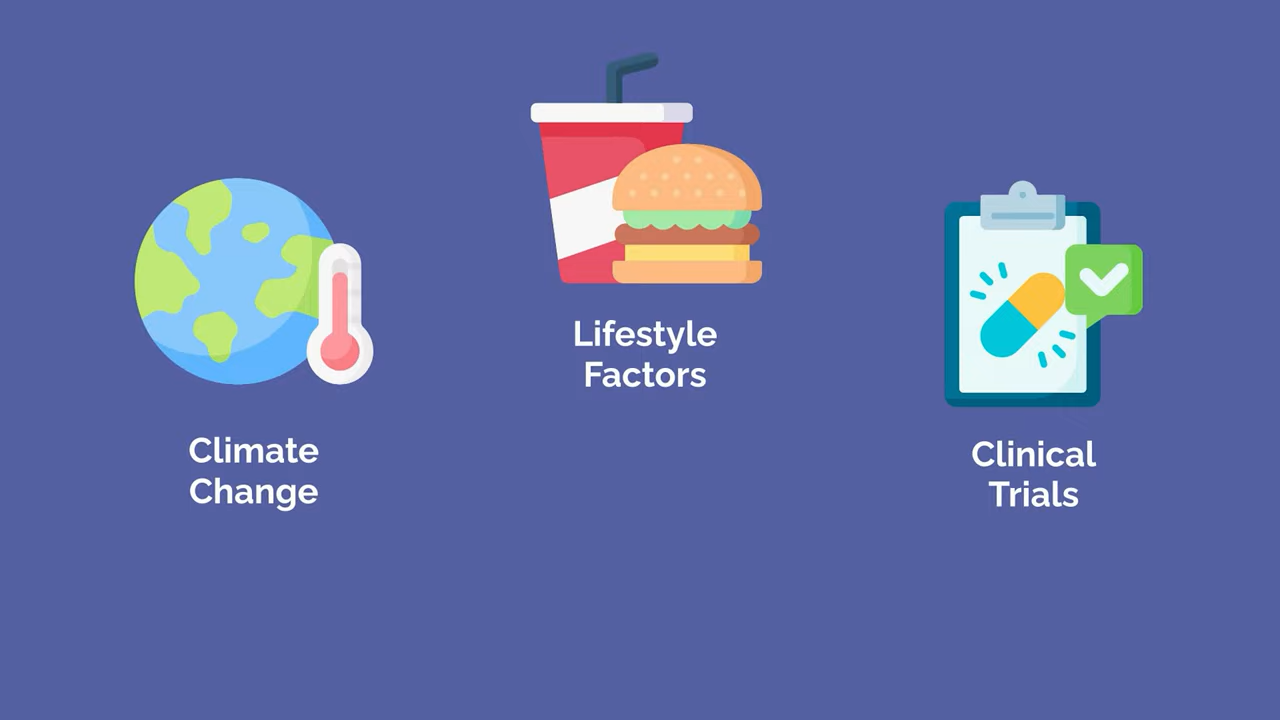 Climate
Change
Lifestyle
Factors
Clinical
Trials